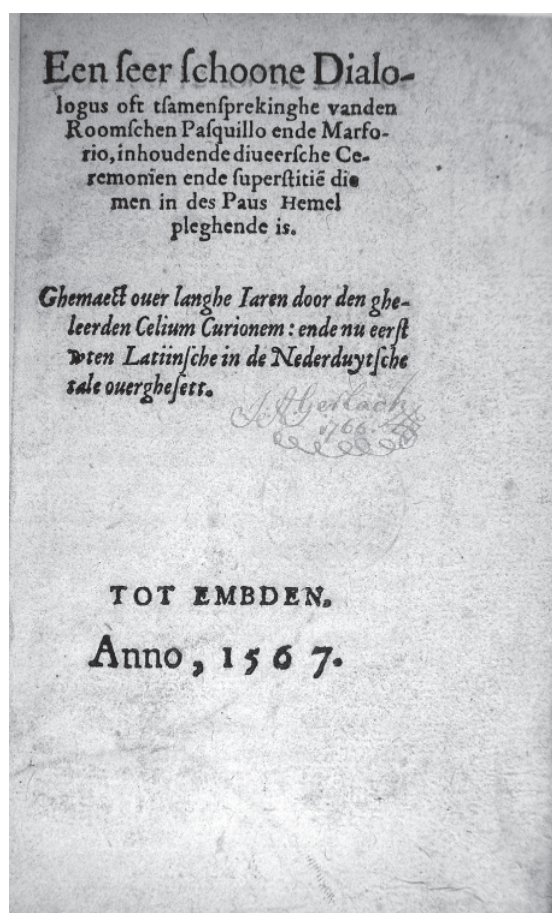 Een ſeer ſchoone Dialo-
logus oft tſamenſprekinghe vanden
Roomſchen Paſquillo ende Marfo-
rio, inhoudende diueerſche Ce-
remonien ende ſuperſtitiē die
men in des Paus Hemel
pleghende is.
Ghemaect ouer langhe Iaren door den ghe-
leerden Celium Curionem: ende nu eerſt
wten Latiinſche in de Nederduytſche
tale ouergheſett.
Gerlach
1766.
TOT EMBDEN.
Anno, 1567.